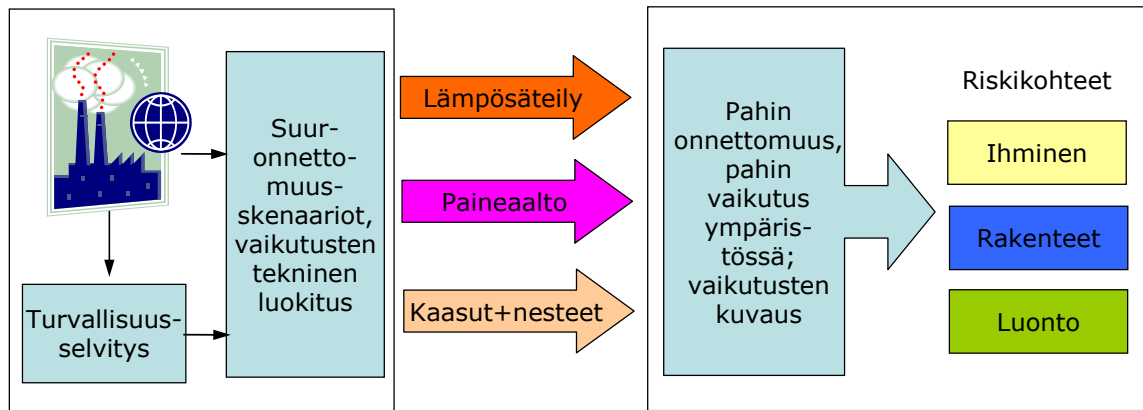 Turvallisuus-
selvitys
Suur-
onnetto-
muus-
skenaariot,
vaikutusten
tekninen
luokitus
Lämpösäteily
Paineaalto
Kaasut+nesteet
Pahin
onnettomuus,
pahin
vaikutus
ympäris-
tössä;
vaikutusten
kuvaus
Riskikohteet
Ihminen
Rakenteet
Luonto